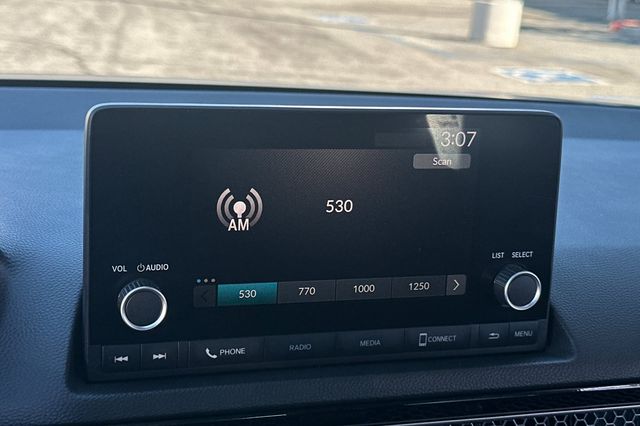 3:07
Scan
530
AM
VOL AUDIO
LIST SELECT
530 770 1000 1250
PHONE RADIO MEDIA CONNECT MENU